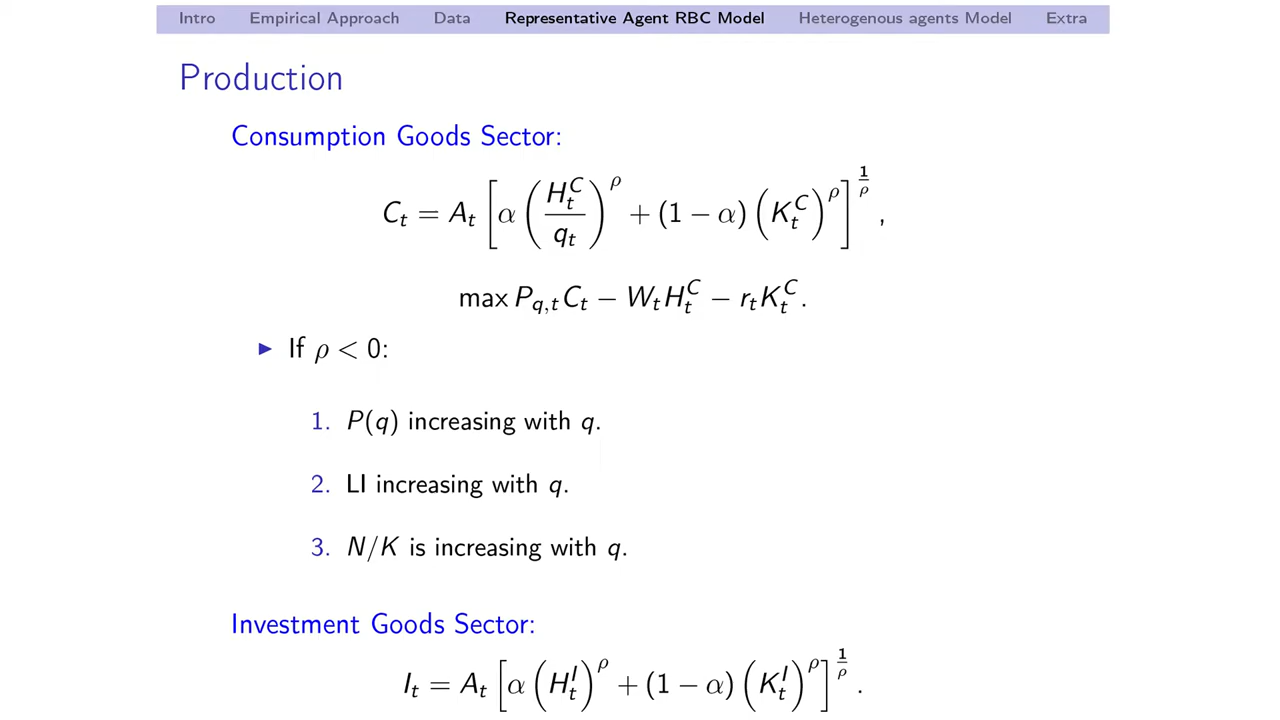 Intro Empirical Approach Data Representative Agent RBC Model Heterogenous agents Model Extra
Production
Consumption Goods Sector:
C_t = A_t [ α ( H_t^C / q_t )^ρ + (1 − α) ( K_t^C )^ρ ]^{1/ρ} ,
max P_{q,t} C_t − W_t H_t^C − r_t K_t^C .
▶ If ρ < 0:
1. P(q) increasing with q.
2. LI increasing with q.
3. N/K is increasing with q.
Investment Goods Sector:
I_t = A_t [ α ( H_t^I )^ρ + (1 − α) ( K_t^I )^ρ ]^{1/ρ} .